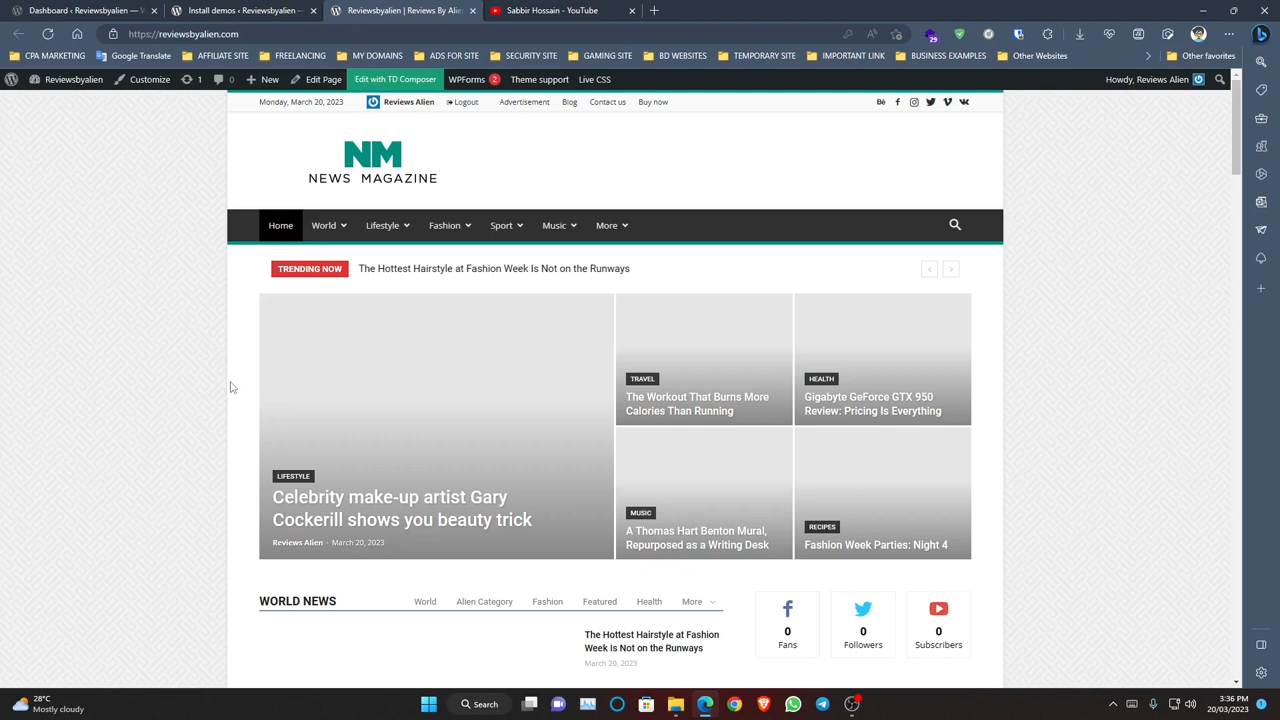 Dashboard ‹ Reviewsbyalien — W
Install demos ‹ Reviewsbyalien
Reviewsbyalien – Reviews By Alien
Subair Hossain - YouTube
https://reviewsbyalien.com
CPA MARKETING
Google Translate
AFFILIATE SITE
FREELANCING
MY DOMAINS
ADS FOR SITE
SECURITY SITE
GAMING SITE
BD WEBSITES
TEMPORARY SITE
IMPORTANT LINK
BUSINESS EXAMPLES
Other Websites
Other favorites
Reviewsbyalien
Customize
1
0
New
Edit Page
Edit with TD Composer
WPForms 2
Theme support
Live CSS
Howdy, Reviews Alien
Monday, March 20, 2023
Reviews Alien
Logout
Advertisement
Blog
Contact us
Buy now
NM
NEWS MAGAZINE
Home
World
Lifestyle
Fashion
Sport
Music
More
TRENDING NOW
The Hottest Hairstyle at Fashion Week Is Not on the Runways
LIFESTYLE
Celebrity make-up artist Gary
Cockerill shows you beauty trick
Reviews Alien - March 20, 2023
TRAVEL
The Workout That Burns More
Calories Than Running
HEALTH
Gigabyte GeForce GTX 950
Review: Pricing Is Everything
MUSIC
A Thomas Hart Benton Mural,
Repurposed as a Writing Desk
RECIPES
Fashion Week Parties: Night 4
WORLD NEWS
World
Alien Category
Fashion
Featured
Health
More
The Hottest Hairstyle at Fashion
Week Is Not on the Runways
March 20, 2023
0
Fans
0
Followers
0
Subscribers
28°C
Mostly cloudy
Search
3:36 PM
20/03/2023